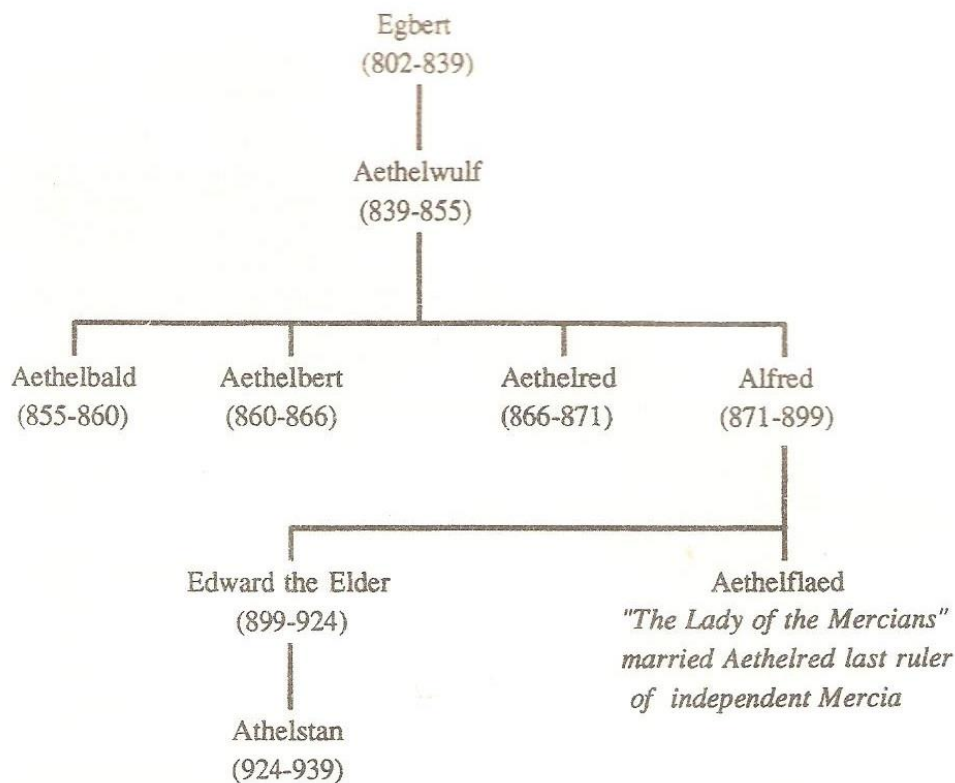 Egbert
(802-839)
Aethelwulf
(839-855)
Aethelbald
(855-860)
Aethelbert
(860-866)
Aethelred
(866-871)
Alfred
(871-899)
Edward the Elder
(899-924)
Aethelflaed
"The Lady of the Mercians"
married Aethelred last ruler
of independent Mercia
Athelstan
(924-939)